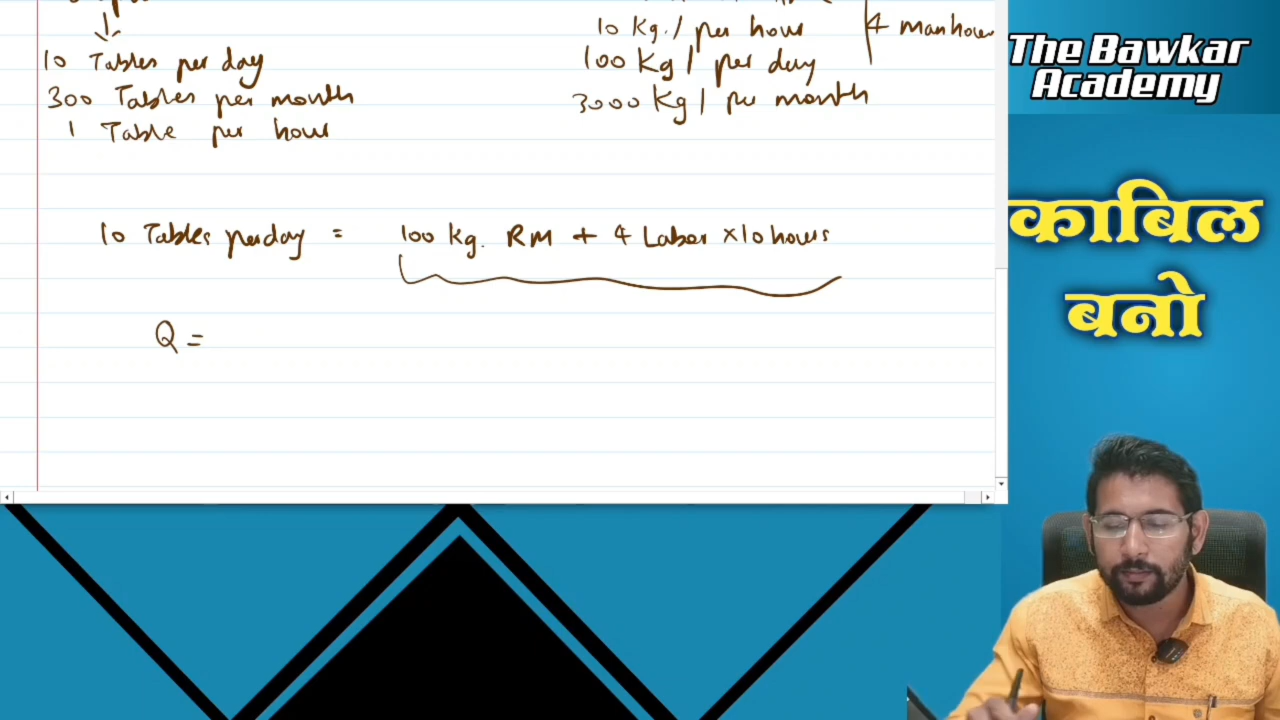 10 Kg./ per hour
4 manhour
10 Tables per day
100 Kg/ per day
300 Tables per month
3000 Kg/ per month
1 Table per hour
10 Tables per day = 100 Kg. RM + 4 Labor ×10 hours
Q =
The Bawkar
Academy
काबिल
बनो